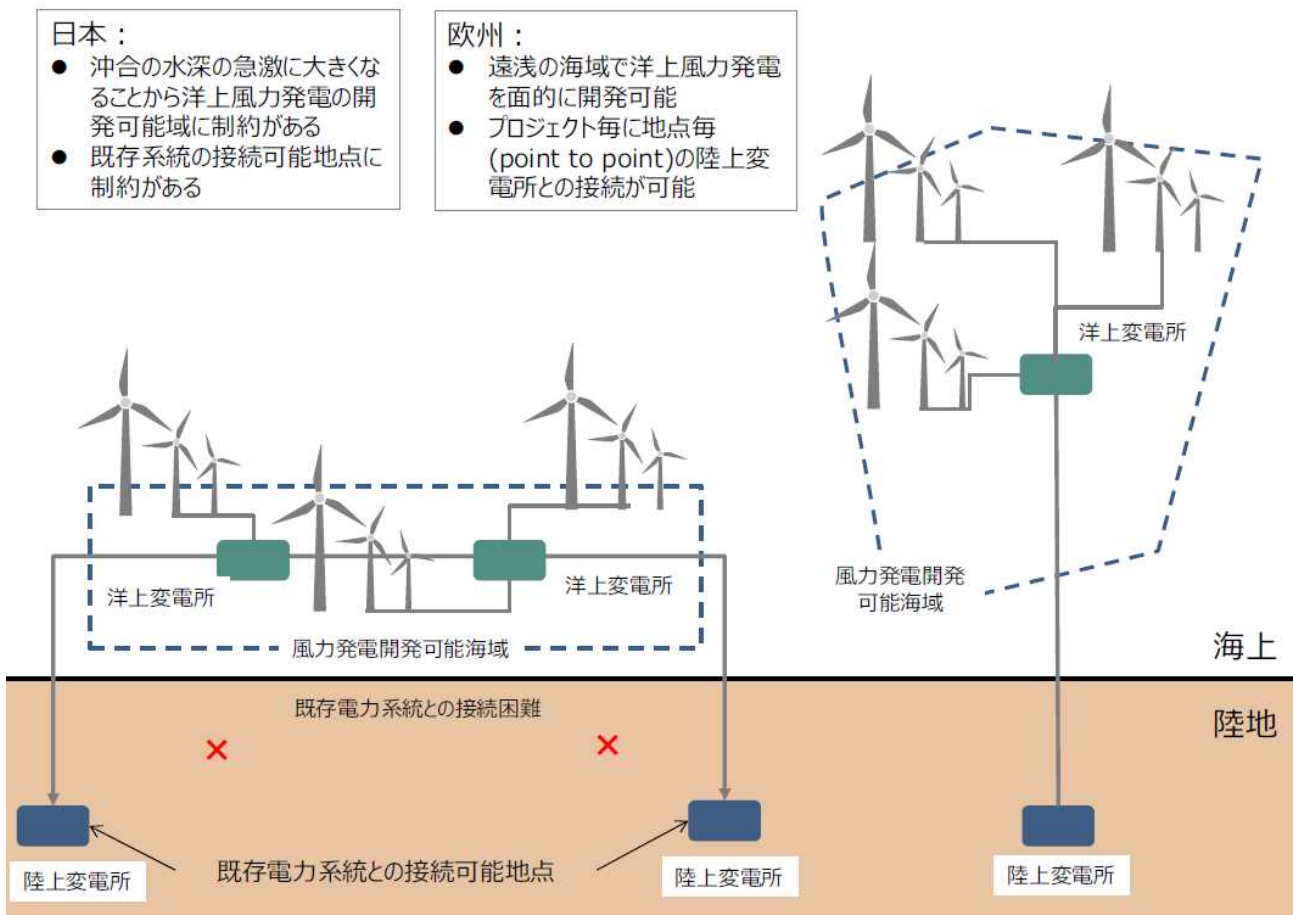 日本：
● 沖合の水深の急激に大きくな
ることから洋上風力発電の開
発可能域に制約がある
● 既存系統の接続可能地点に
制約がある
欧州：
● 遠浅の海域で洋上風力発電
を面的に開発可能
● プロジェクト毎に地点毎
(point to point)の陸上変
電所との接続が可能
洋上変電所
洋上変電所
洋上変電所
風力発電開発
可能海域
風力発電開発可能海域
海上
既存電力系統との接続困難
陸地
既存電力系統との接続可能地点
陸上変電所
陸上変電所
陸上変電所